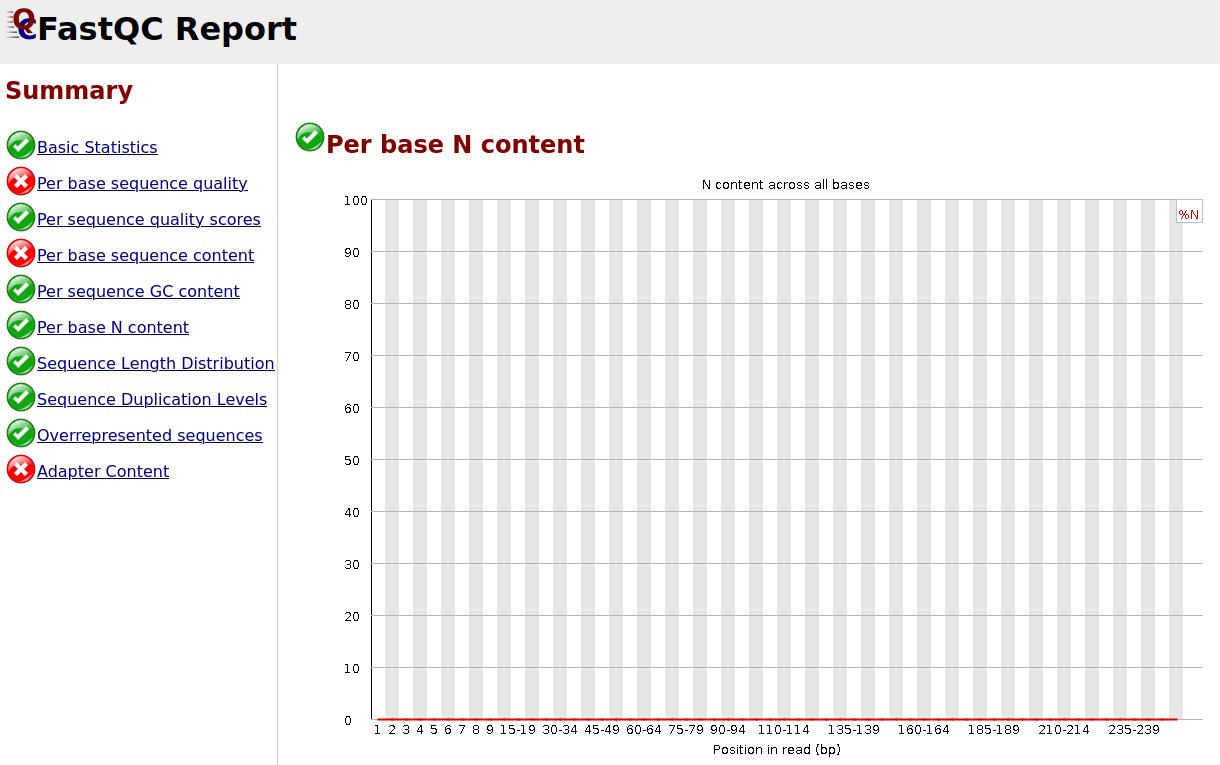 FastQC Report
Summary
Basic Statistics
Per base sequence quality
Per sequence quality scores
Per base sequence content
Per sequence GC content
Per base N content
Sequence Length Distribution
Sequence Duplication Levels
Overrepresented sequences
Adapter Content
Per base N content
N content across all bases
%N
100
90
80
70
60
50
40
30
20
10
0
1 2 3 4 5 6 7 8 9 15-19 30-34 45-49 60-64 75-79 90-94 110-114 135-139 160-164 185-189 210-214 235-239
Position in read (bp)